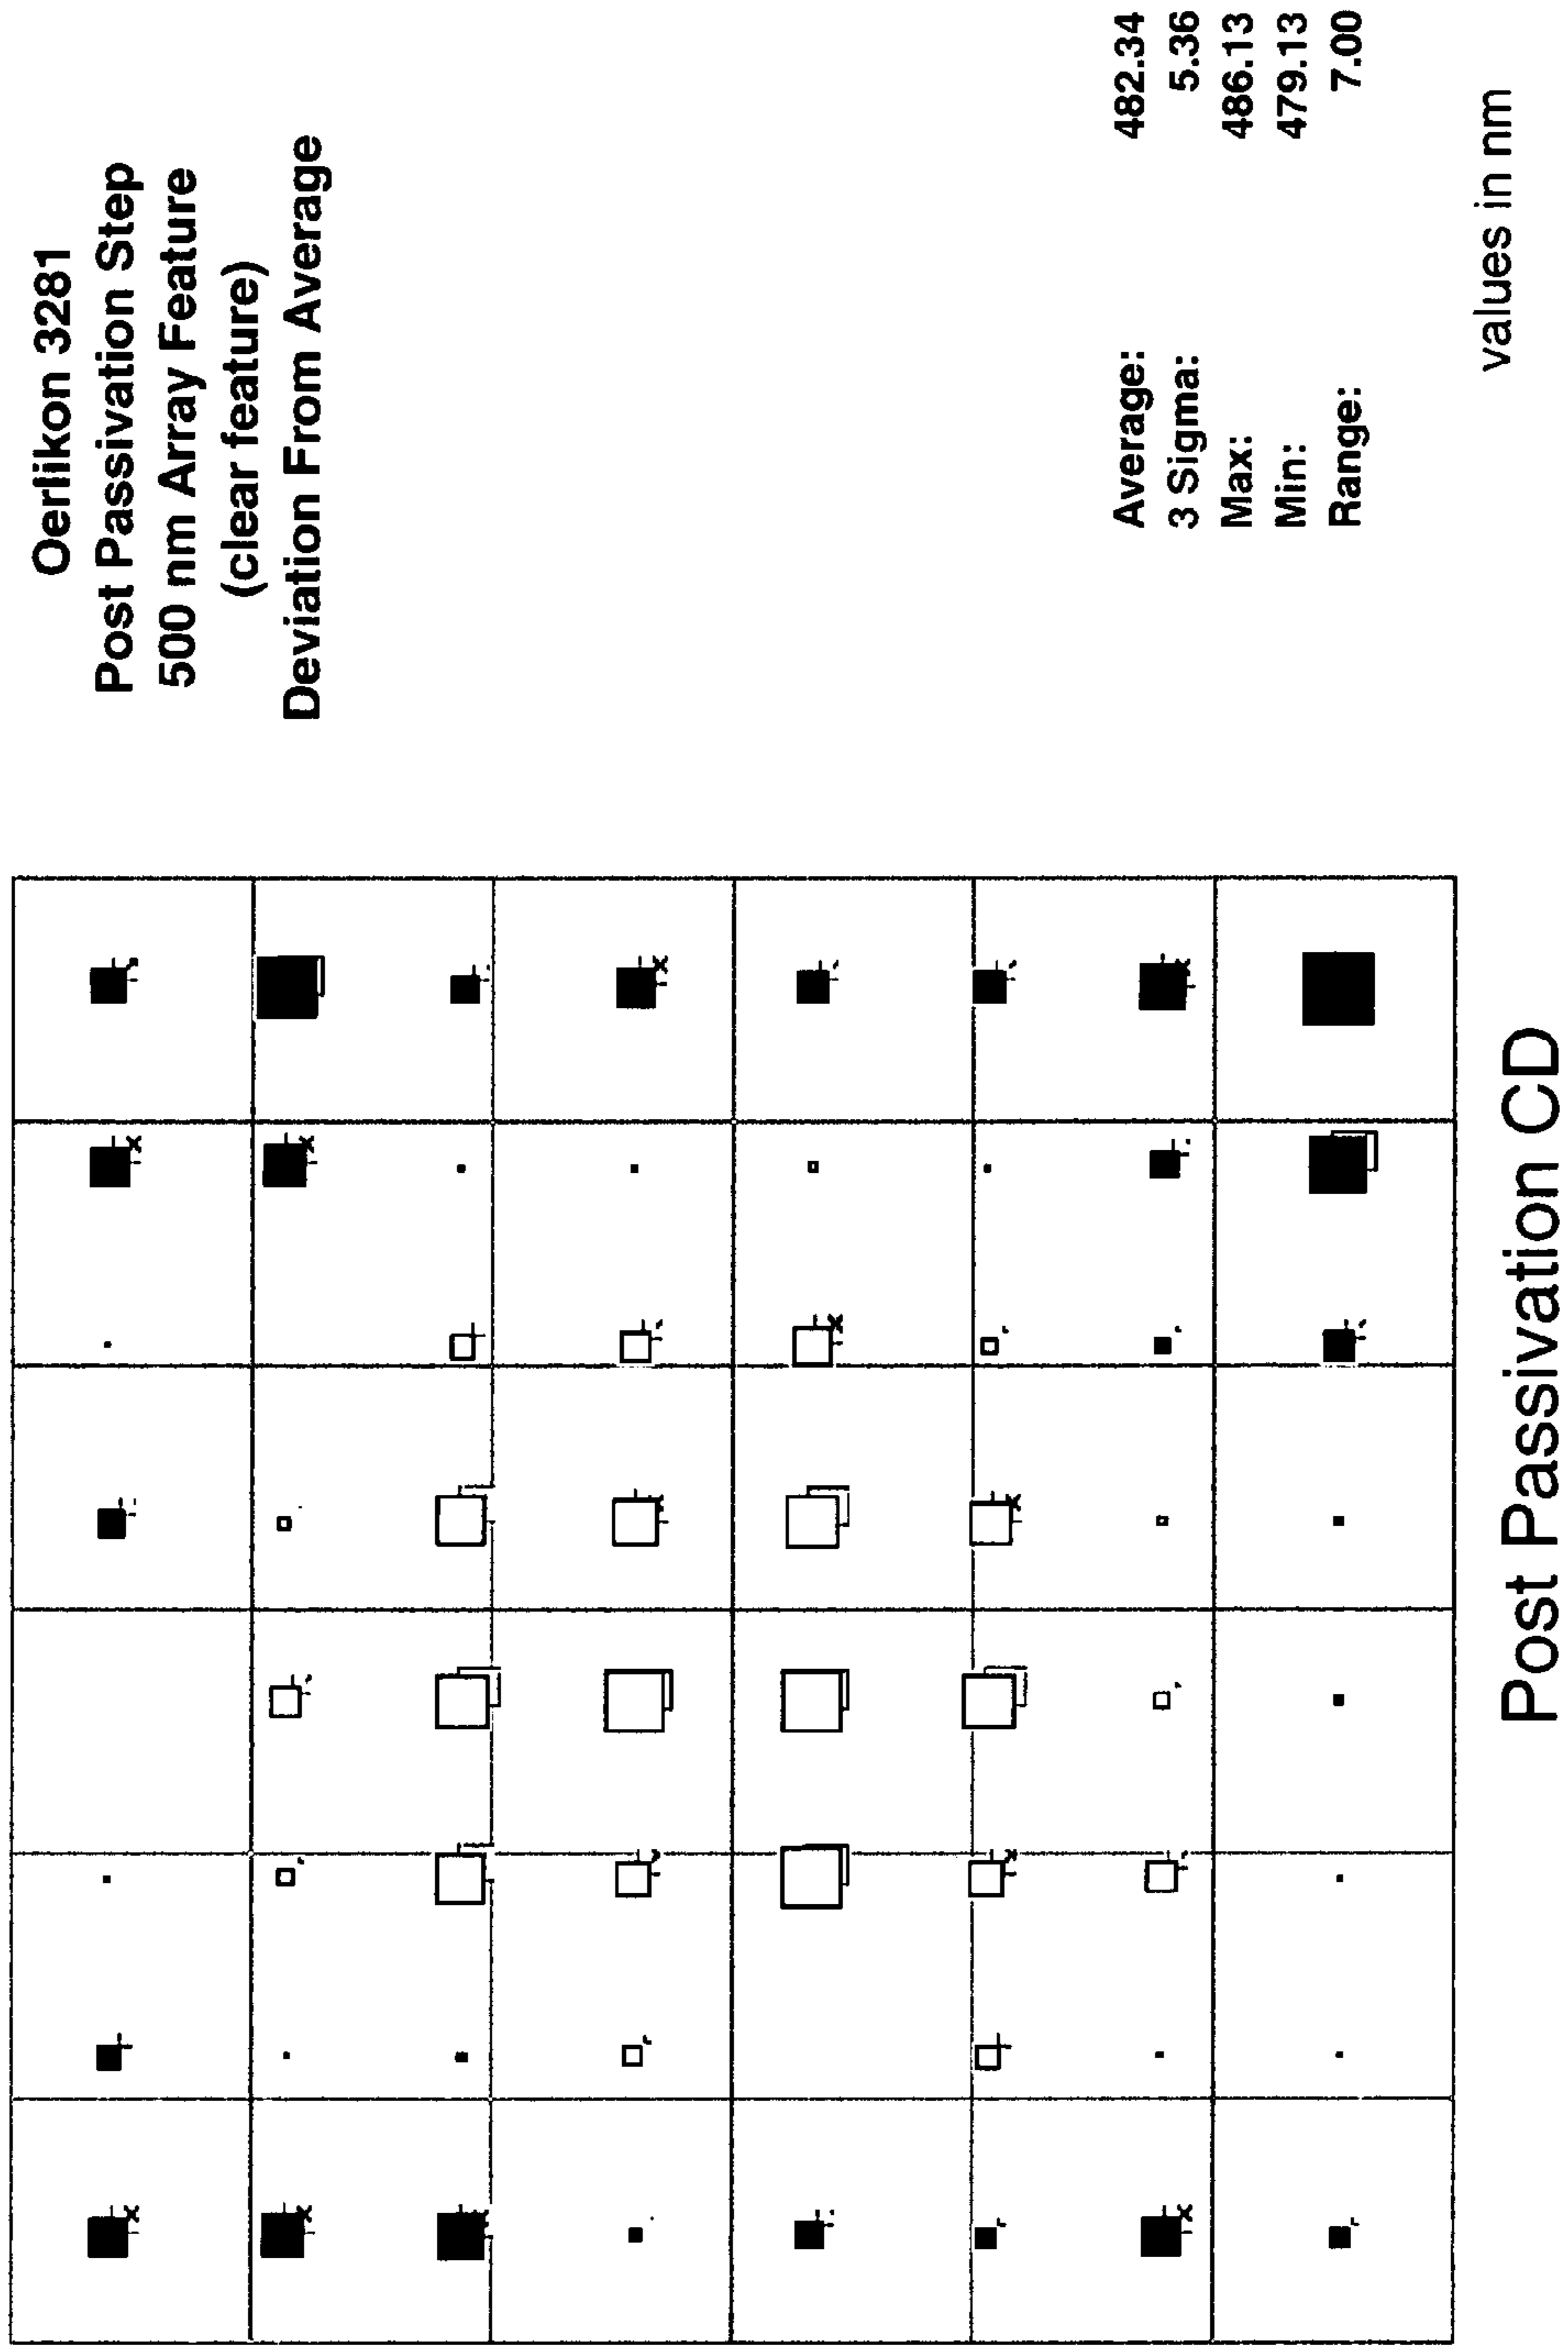 Oerlikon 3281
Post Passivation Step
500 nm Array Feature
(clear feature)
Deviation From Average
Average: 482.34
3 Sigma: 5.36
Max: 486.13
Min: 479.13
Range: 7.00
values in nm
Post Passivation CD